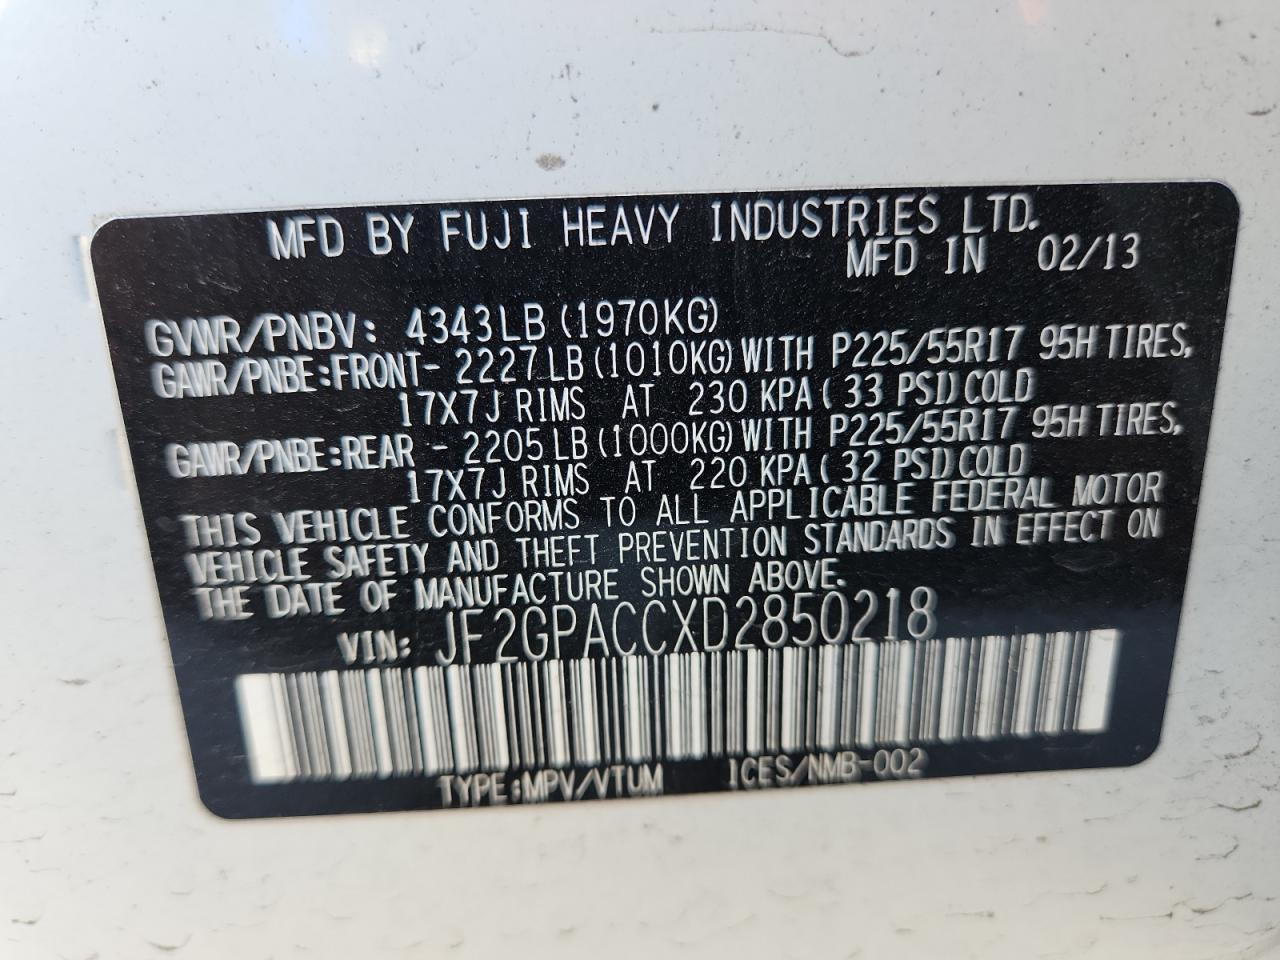 MFD BY FUJI HEAVY INDUSTRIES LTD.
MFD IN 02/13
GVWR/PNBV: 4343LB (1970KG)
GAWR/PNBE:FRONT- 2227LB (1010KG) WITH P225/55R17 95H TIRES,
17X7J RIMS AT 230 KPA ( 33 PSI) COLD
GAWR/PNBE:REAR - 2205LB (1000KG) WITH P225/55R17 95H TIRES,
17X7J RIMS AT 220 KPA ( 32 PSI) COLD
THIS VEHICLE CONFORMS TO ALL APPLICABLE FEDERAL MOTOR
VEHICLE SAFETY AND THEFT PREVENTION STANDARDS IN EFFECT ON
THE DATE OF MANUFACTURE SHOWN ABOVE.
VIN: JF2GPACCXD2850218
TYPE:MPV/VTUM ICES/NMB-002